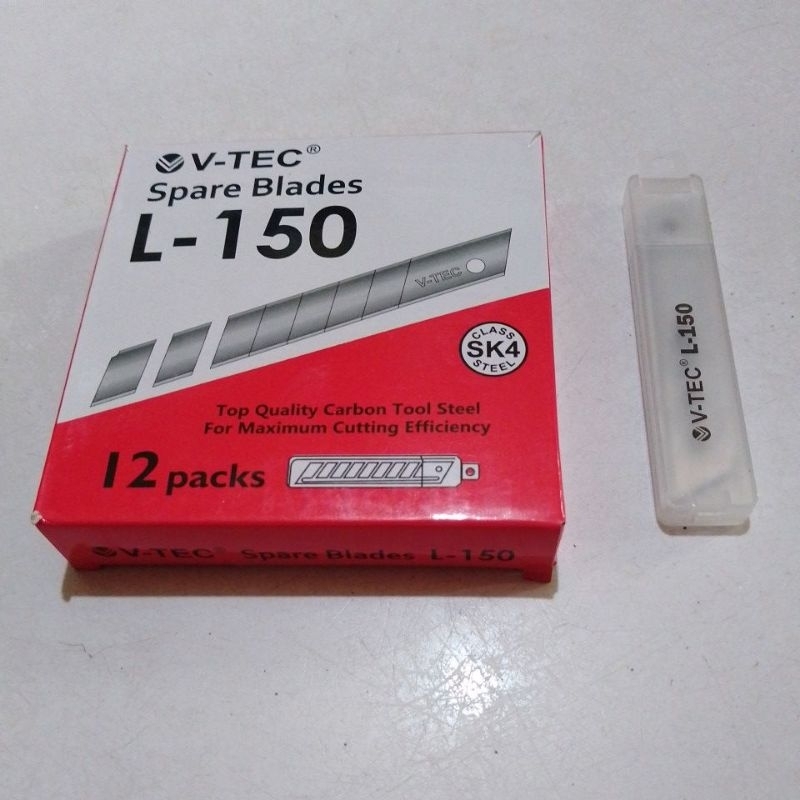 V-TEC®
Spare Blades
L-150
V-TEC
CLASS
SK4
STEEL
Top Quality Carbon Tool Steel
For Maximum Cutting Efficiency
12 packs
V-TEC® Spare Blades L-150
V-TEC® L-150